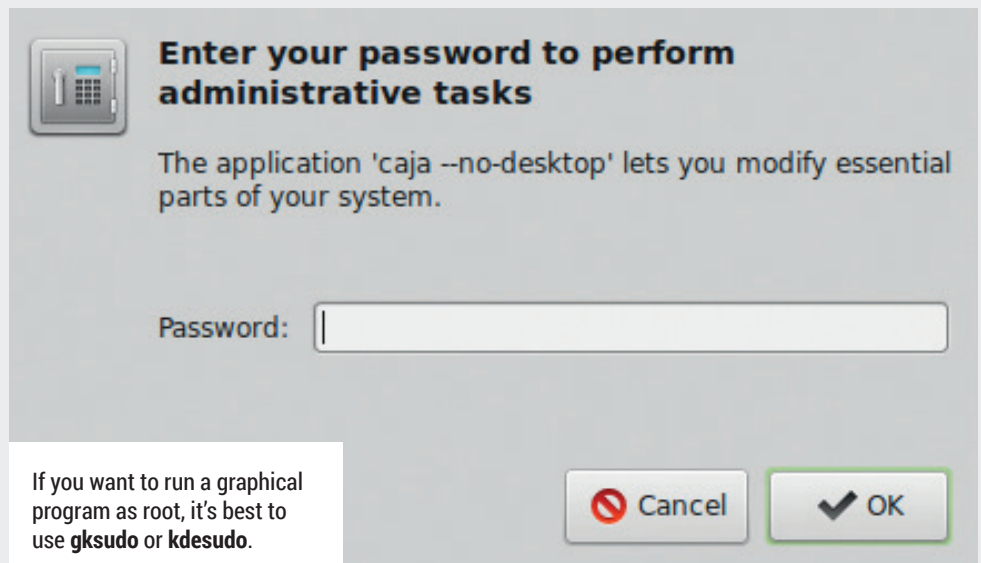 Enter your password to perform
administrative tasks
The application 'caja --no-desktop' lets you modify essential
parts of your system.
Password:
If you want to run a graphical
program as root, it's best to
use gksudo or kdesudo.
Cancel
OK